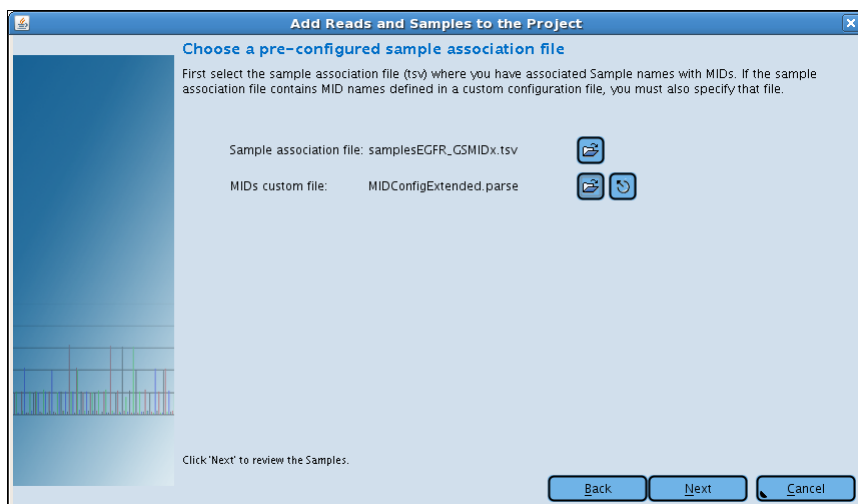 Add Reads and Samples to the Project
Choose a pre-configured sample association file
First select the sample association file (tsv) where you have associated Sample names with MIDs. If the sample
association file contains MID names defined in a custom configuration file, you must also specify that file.
Sample association file: samplesEGFR_GSMIDx.tsv
MIDs custom file: MIDConfigExtended.parse
Click 'Next' to review the Samples.
Back Next Cancel